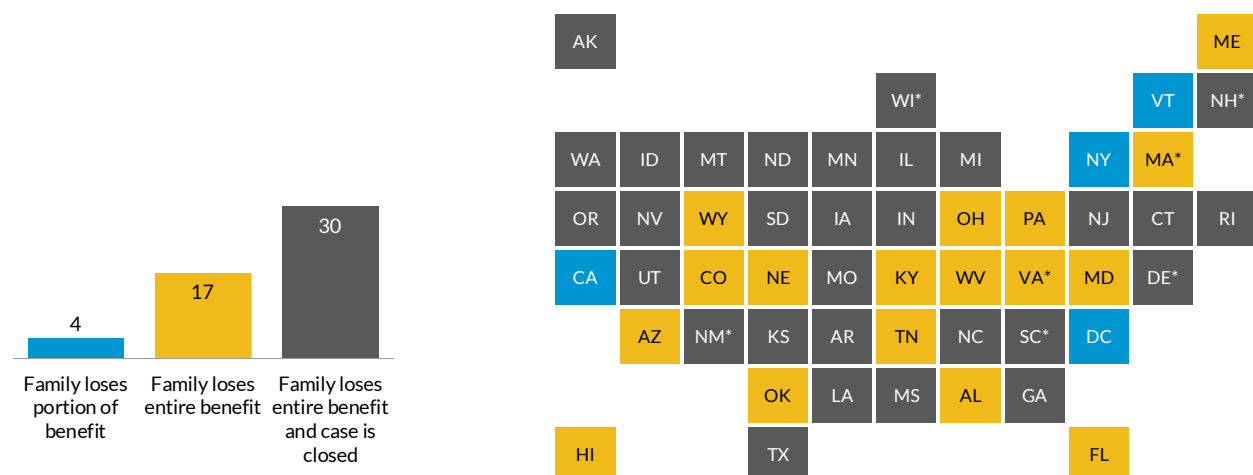 4
17
30
Family loses
portion of
benefit
Family loses
entire benefit
Family loses
entire benefit
and case is
closed
AK ME
WI* VT NH*
WA ID MT ND MN IL MI NY MA*
OR NV WY SD IA IN OH PA NJ CT RI
CA UT CO NE MO KY WV VA* MD DE*
AZ NM* KS AR TN NC SC* DC
OK LA MS AL GA
HI TX FL